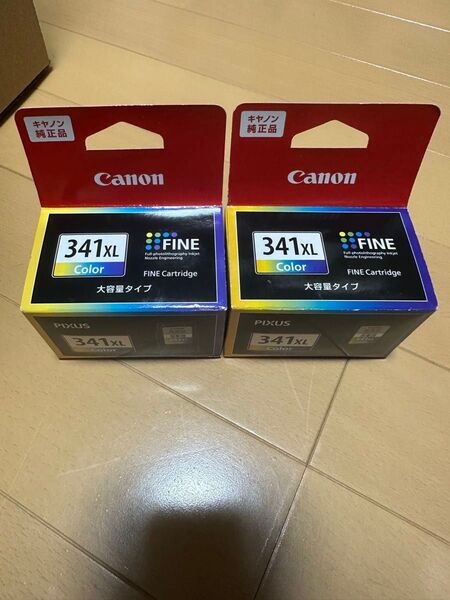 キヤノン
純正品
Canon
341XL
Color
FINE
Full-photolithography Inkjet
Nozzle Engineering
FINE Cartridge
大容量タイプ
PIXUS
341XL
Color
キヤノン
純正品
Canon
341XL
Color
FINE
Full-photolithography Inkjet
Nozzle Engineering
FINE Cartridge
大容量タイプ
PIXUS
341XL
Color